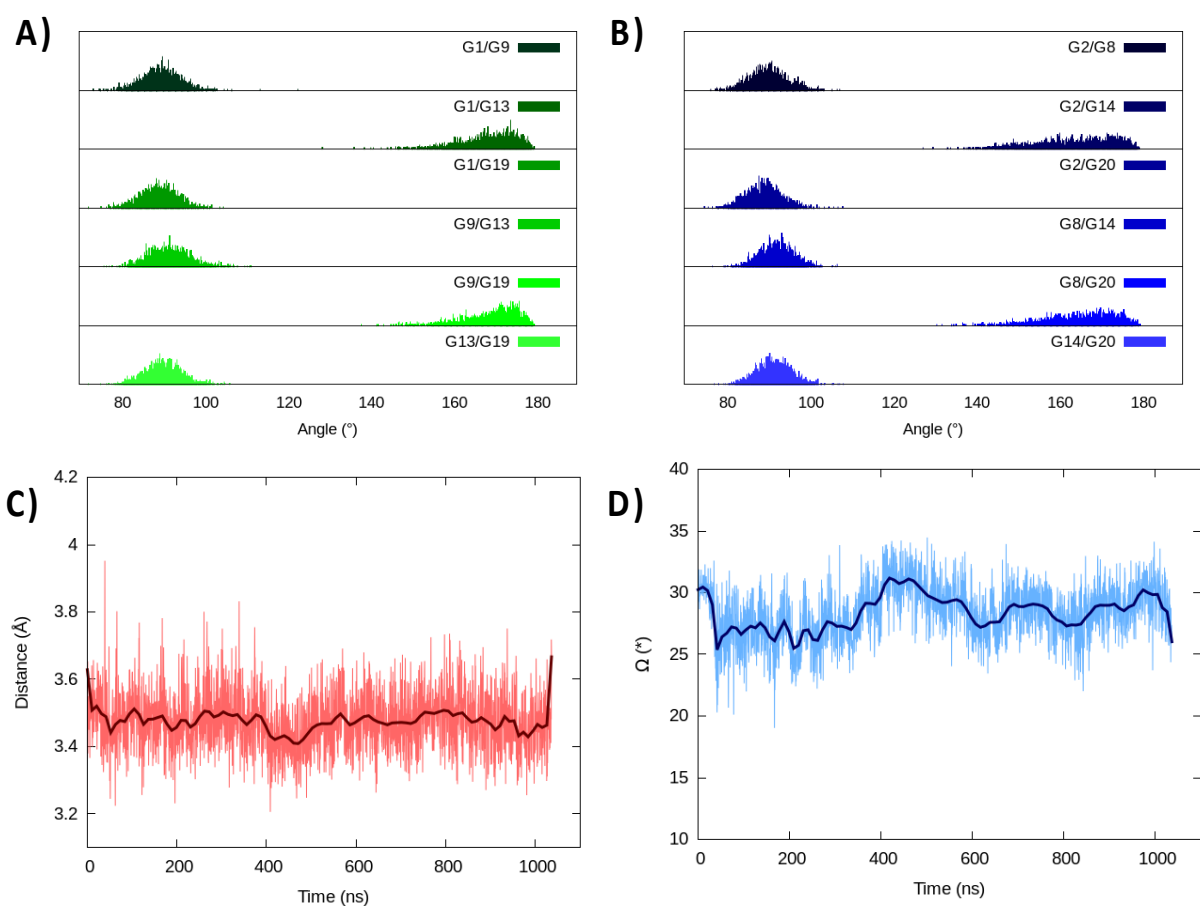 A)
G1/G9
G1/G13
G1/G19
G9/G13
G9/G19
G13/G19
80 100 120 140 160 180
Angle (°)
B)
G2/G8
G2/G14
G2/G20
G8/G14
G8/G20
G14/G20
80 100 120 140 160 180
Angle (°)
C)
4.2
4
3.8
3.6
3.4
3.2
Distance (Å)
0 200 400 600 800 1000
Time (ns)
D)
40
35
30
25
20
15
10
Ω (*)
0 200 400 600 800 1000
Time (ns)